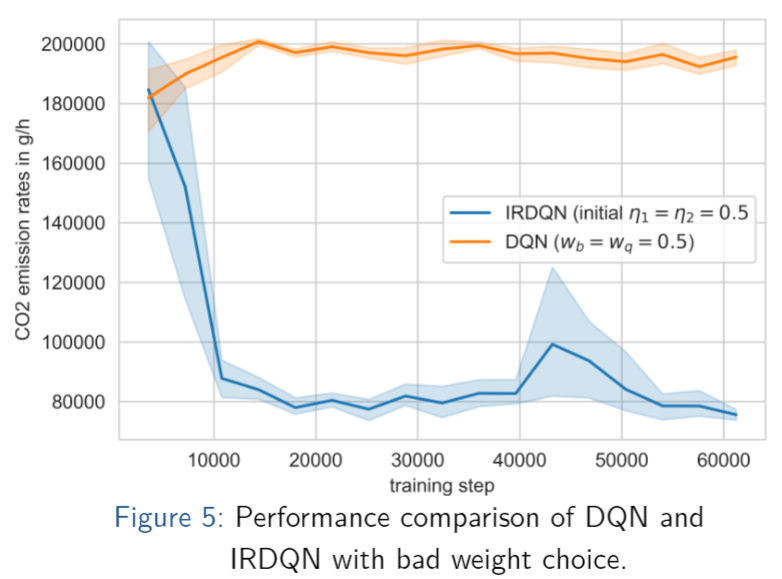 200000
180000
160000
140000
120000
100000
80000
CO2 emission rates in g/h
IRDQN (initial η₁ = η₂ = 0.5
DQN (w_b = w_q = 0.5)
10000 20000 30000 40000 50000 60000
training step
Figure 5: Performance comparison of DQN and
IRDQN with bad weight choice.